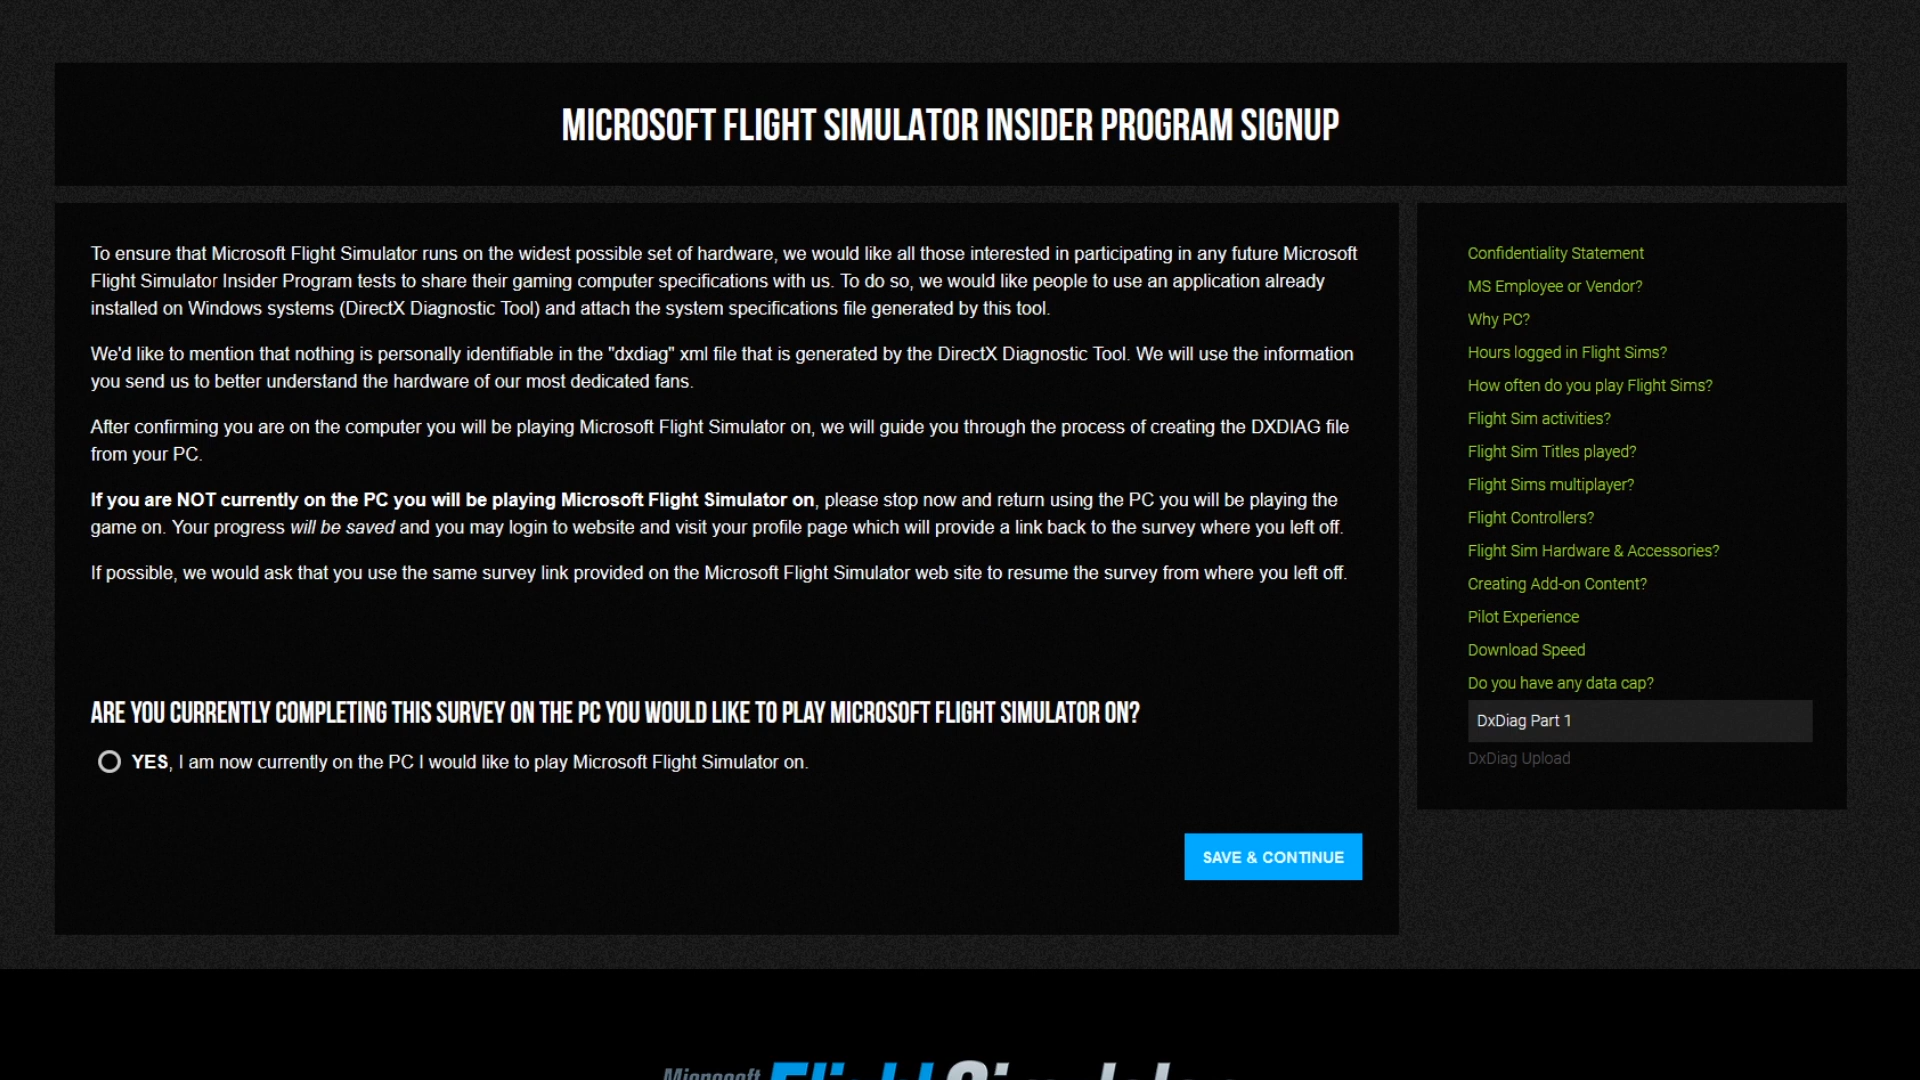 MICROSOFT FLIGHT SIMULATOR INSIDER PROGRAM SIGNUP
To ensure that Microsoft Flight Simulator runs on the widest possible set of hardware, we would like all those interested in participating in any future Microsoft
Flight Simulator Insider Program tests to share their gaming computer specifications with us. To do so, we would like people to use an application already
installed on Windows systems (DirectX Diagnostic Tool) and attach the system specifications file generated by this tool.
We'd like to mention that nothing is personally identifiable in the "dxdiag" xml file that is generated by the DirectX Diagnostic Tool. We will use the information
you send us to better understand the hardware of our most dedicated fans.
After confirming you are on the computer you will be playing Microsoft Flight Simulator on, we will guide you through the process of creating the DXDIAG file
from your PC.
If you are NOT currently on the PC you will be playing Microsoft Flight Simulator on, please stop now and return using the PC you will be playing the
game on. Your progress will be saved and you may login to website and visit your profile page which will provide a link back to the survey where you left off.
If possible, we would ask that you use the same survey link provided on the Microsoft Flight Simulator web site to resume the survey from where you left off.
ARE YOU CURRENTLY COMPLETING THIS SURVEY ON THE PC YOU WOULD LIKE TO PLAY MICROSOFT FLIGHT SIMULATOR ON?
YES, I am now currently on the PC I would like to play Microsoft Flight Simulator on.
SAVE & CONTINUE
Confidentiality Statement
MS Employee or Vendor?
Why PC?
Hours logged in Flight Sims?
How often do you play Flight Sims?
Flight Sim activities?
Flight Sim Titles played?
Flight Sims multiplayer?
Flight Controllers?
Flight Sim Hardware & Accessories?
Creating Add-on Content?
Pilot Experience
Download Speed
Do you have any data cap?
DxDiag Part 1
DxDiag Upload
Microsoft Flight Simulator